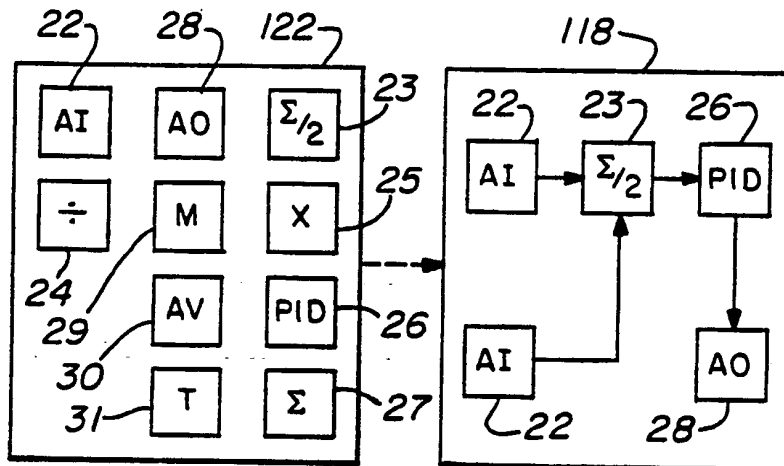 22 28 122 118
AI AO Σ/2 23 22 23 26
÷ M X 25 AI Σ/2 PID
24 29
AV PID 26
30 AI AO
T Σ 27 22 28
31